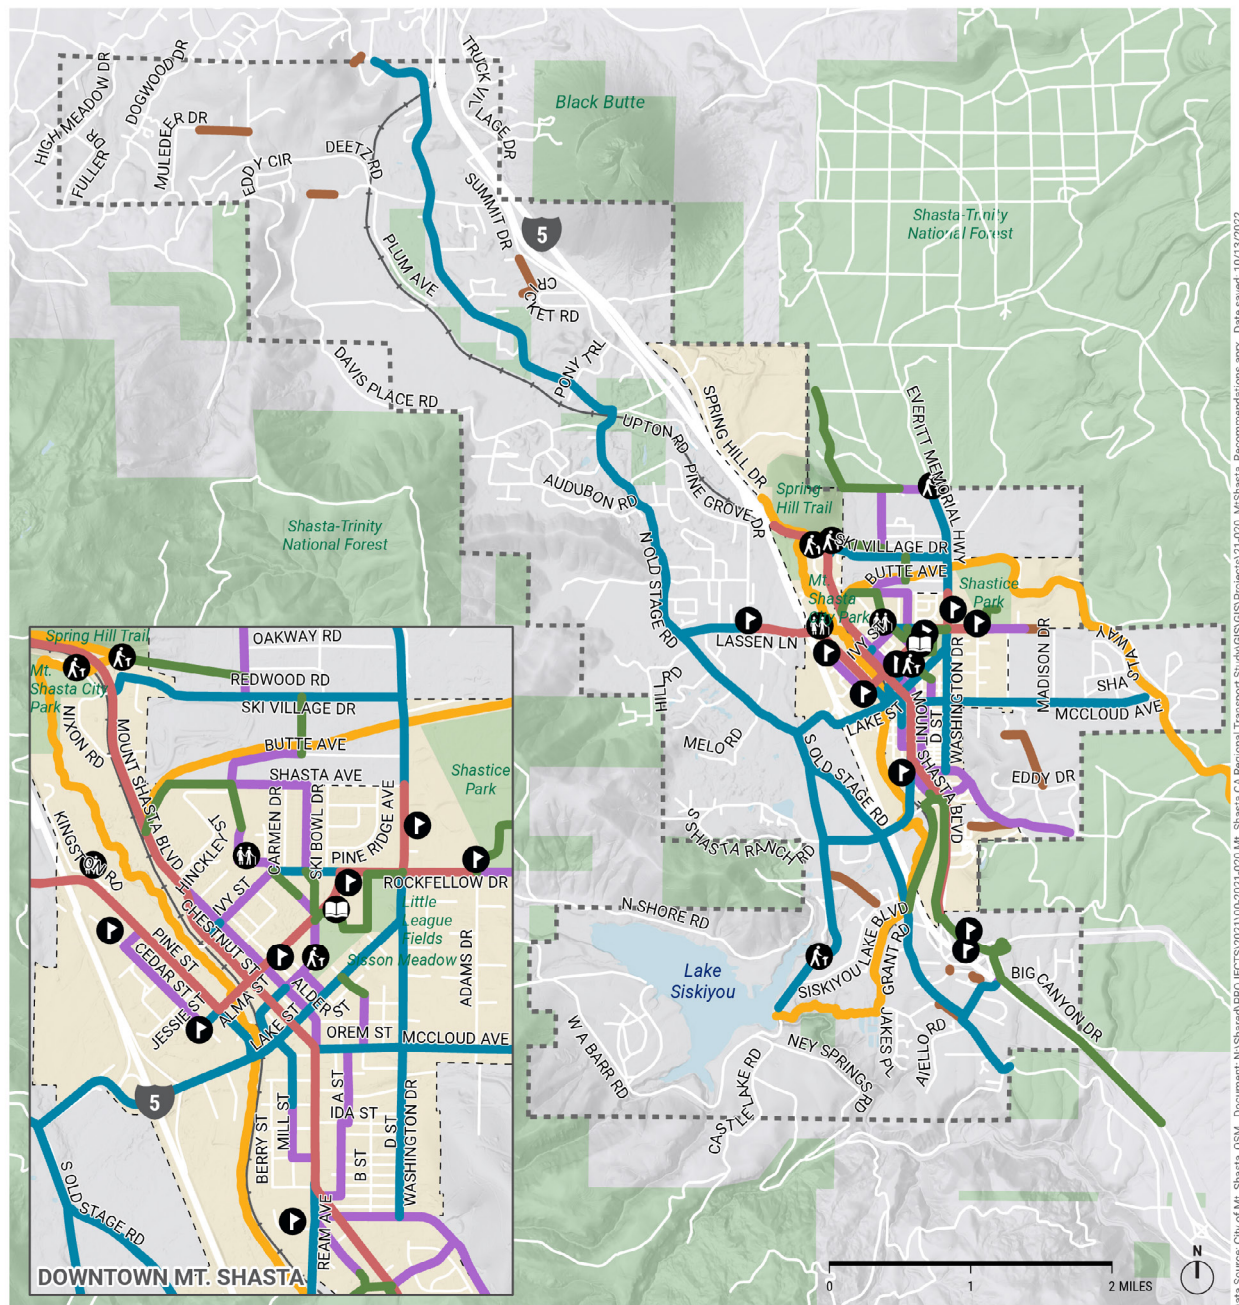 TRUCK VILLAGE DR
HIGH MEADOW DR
DOGWOOD DR
FULLER DR
MULEDEER DR
EDDY CIR
DEETZ RD
SUMMIT DR
Black Butte
5
Shasta-Trinity
National Forest
PLUM AVE
CRICKET RD
PONY TRL
DAVIS PLACE RD
UPTON RD
SPRING HILL DR
PINE GROVE DR
EVERITT MEMORIAL HWY
AUDUBON RD
Spring
Hill Trail
Shasta-Trinity
National Forest
N OLD STAGE RD
SKI VILLAGE DR
BUTTE AVE
Mt.
Shasta
City Park
Shastice
Park
LASSEN LN
IVY ST
HILL RD
MELO RD
LAKE ST
MOUNT SHASTA BLVD
D ST
WASHINGTON DR
MADISON DR
SHASTA WAY
MCCLOUD AVE
S OLD STAGE RD
EDDY DR
S SHASTA RANCH RD
N SHORE RD
Lake
Siskiyou
SISKIYOU LAKE BLVD
GRANT RD
BIG CANYON DR
W A BARR RD
CASTLE LAKE RD
NEY SPRINGS RD
JAKES PL
AIELLO RD
Spring Hill Trail
OAKWAY RD
Mt.
Shasta City
Park
REDWOOD RD
SKI VILLAGE DR
NIXON RD
MOUNT SHASTA BLVD
BUTTE AVE
SHASTA AVE
Shastice
Park
KINGSTON RD
HINCKLEY ST
CARMEN DR
SKI BOWL DR
PINE RIDGE AVE
IVY ST
ROCKFELLOW DR
CHESTNUT ST
Little
League
Fields
PINE ST
CEDAR ST
Sisson Meadow
ADAMS DR
JESSIE ST
ALMA ST
ALDER ST
LAKE ST
OREM ST
MCCLOUD AVE
5
IDA ST
IDA ST
MILL ST
BERRY ST
B ST
D ST
WASHINGTON DR
S OLD STAGE RD
REAM AVE
DOWNTOWN MT. SHASTA
0
1
2 MILES
N